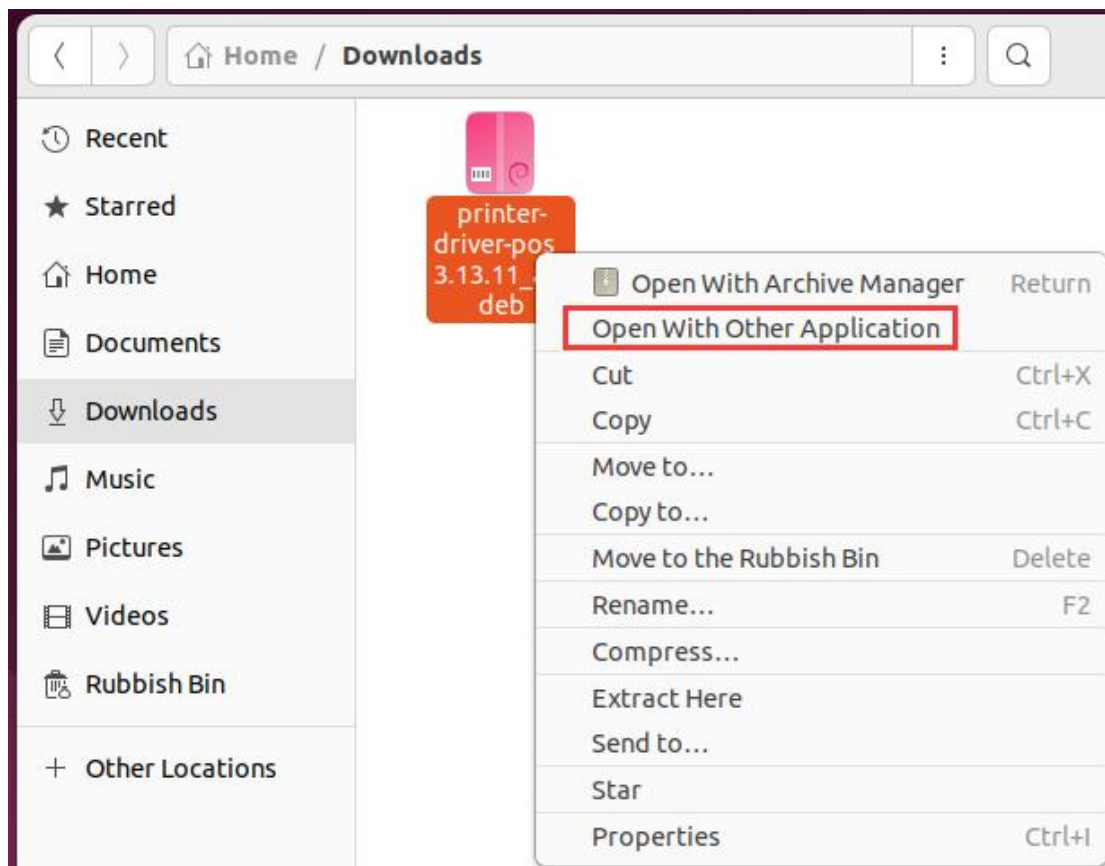 Home / Downloads
Recent
Starred
Home
Documents
Downloads
Music
Pictures
Videos
Rubbish Bin
Other Locations
printer-
driver-pos
3.13.11_
deb
Open With Archive Manager Return
Open With Other Application
Cut Ctrl+X
Copy Ctrl+C
Move to…
Copy to…
Move to the Rubbish Bin Delete
Rename… F2
Compress…
Extract Here
Send to…
Star
Properties Ctrl+I